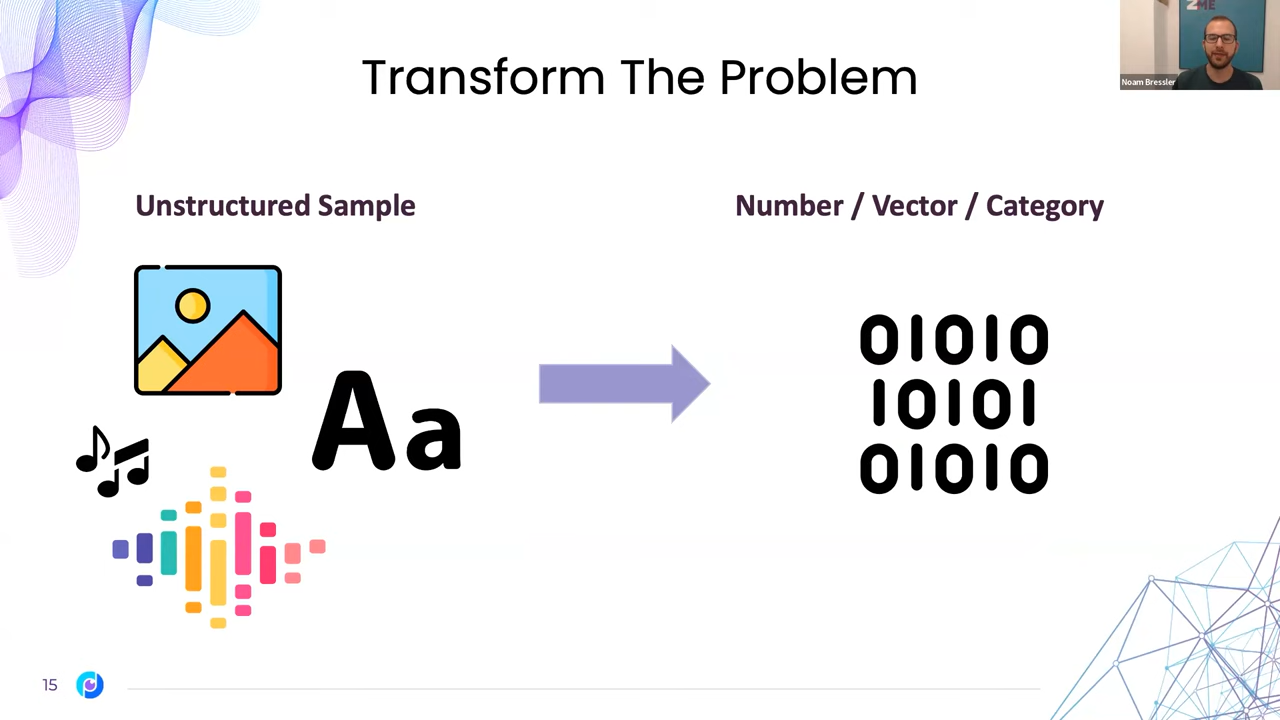 Transform The Problem
Noam Bressler
Unstructured Sample
Number / Vector / Category
Aa
01010
10101
01010
15